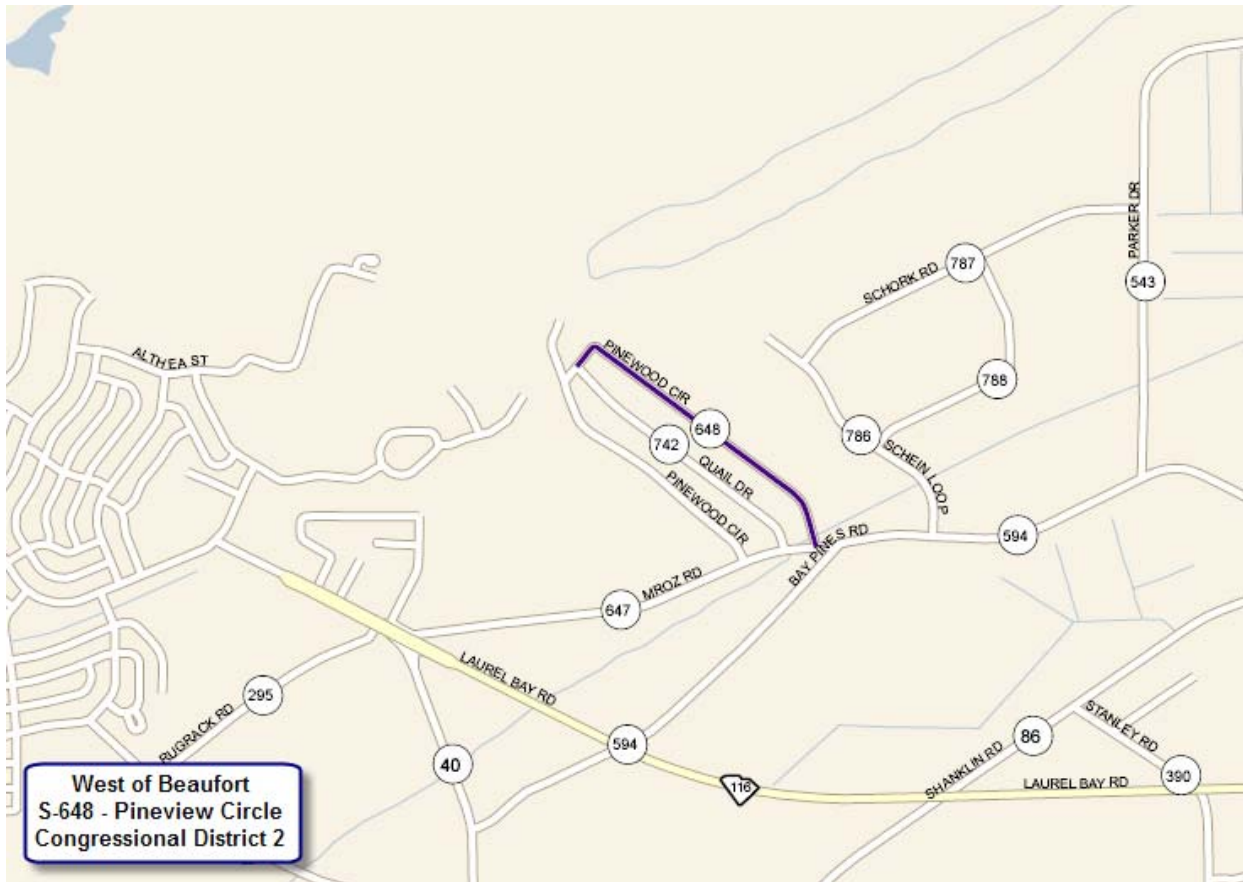 PARKER DR
787
SCHORK RD
543
ALTHEA ST
PINEWOOD CIR
788
648
786
742
SCHEIN LOOP
QUAIL DR
PINEWOOD CIR
BAY PINES RD
594
MROZ RD
647
LAUREL BAY RD
295
RUGRACK RD
594
40
86
STANLEY RD
SHANKLIN RD
390
116
LAUREL BAY RD
West of Beaufort
S-648 - Pineview Circle
Congressional District 2